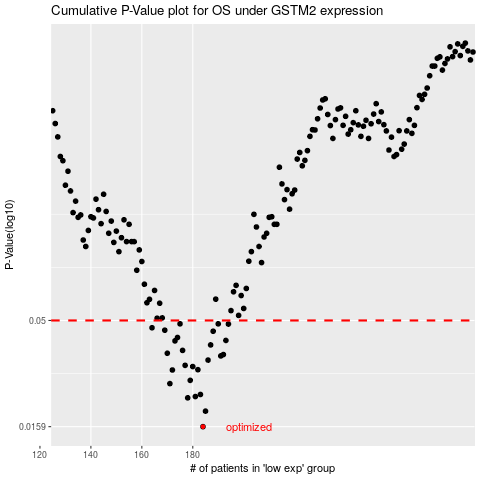 Cumulative P-Value plot for OS under GSTM2 expression
P-Value(log10)
0.05
0.0159
optimized
120 140 160 180
# of patients in 'low exp' group